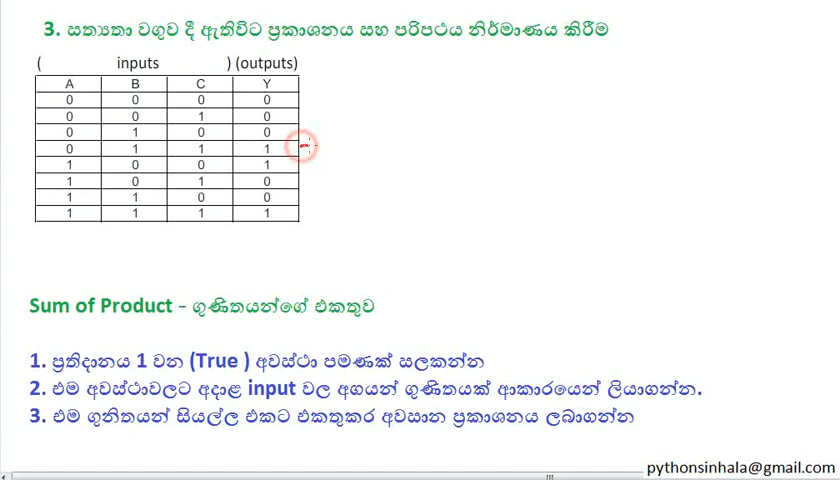 3. සත්‍යතා වගුව දී ඇතිවිට ප්‍රකාශනය සහ පරිපථය නිර්මාණය කිරීම
( inputs ) (outputs)
A B C Y
0 0 0 0
0 0 1 0
0 1 0 0
0 1 1 1
1 0 0 1
1 0 1 0
1 1 0 0
1 1 1 1
Sum of Product – ගුණිතයන්ගේ එකතුව
1. ප්‍රතිදානය 1 වන (True ) අවස්ථා පමණක් සලකන්න
2. එම අවස්ථාවලට අදාළ input වල අගයන් ගුණිතයක් ආකාරයෙන් ලියාගන්න.
3. එම ගුනිතයන් සියල්ල එකට එකතුකර අවසාන ප්‍රකාශනය ලබාගන්න
pythonsinhala@gmail.com